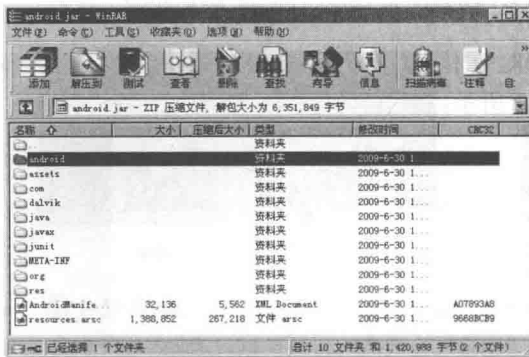 android.jar - WinRAR
文件(F) 命令(C) 工具(S) 收藏夹(O) 选项(N) 帮助(H)
添加 解压到 测试 查看 删除 查找 向导 信息 扫描病毒 注释 自
android.jar - ZIP 压缩文件, 解包大小为 6,351,849 字节
名称 大小 压缩后大小 类型 修改时间 CRC32
.. 资料夹
android 资料夹 2009-6-30 1
assets 资料夹 2009-6-30 1...
com 资料夹 2009-6-30 1...
dalvik 资料夹 2009-6-30 1...
java 资料夹 2009-6-30 1...
javax 资料夹 2009-6-30 1...
junit 资料夹 2009-6-30 1...
META-INF 资料夹 2009-6-30 1...
org 资料夹 2009-6-30 1...
res 资料夹 2009-6-30 1...
AndroidManife... 32,136 5,562 XML Document 2009-6-30 1... A07893A8
resources.arsc 1,388,852 267,218 文件 arsc 2009-6-30 1... 9668BCB9
已经选择 1 个文件夹 总计 10 文件夹 和 1,420,988 字节(2 个文件)